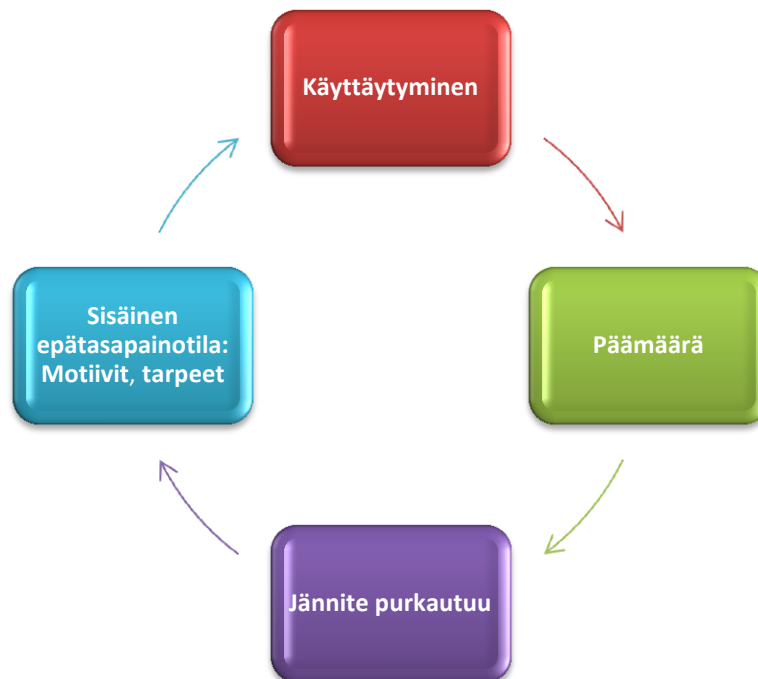 Käyttäytyminen
Sisäinen
epätasapainotila:
Motiivit, tarpeet
Päämäärä
Jännite purkautuu